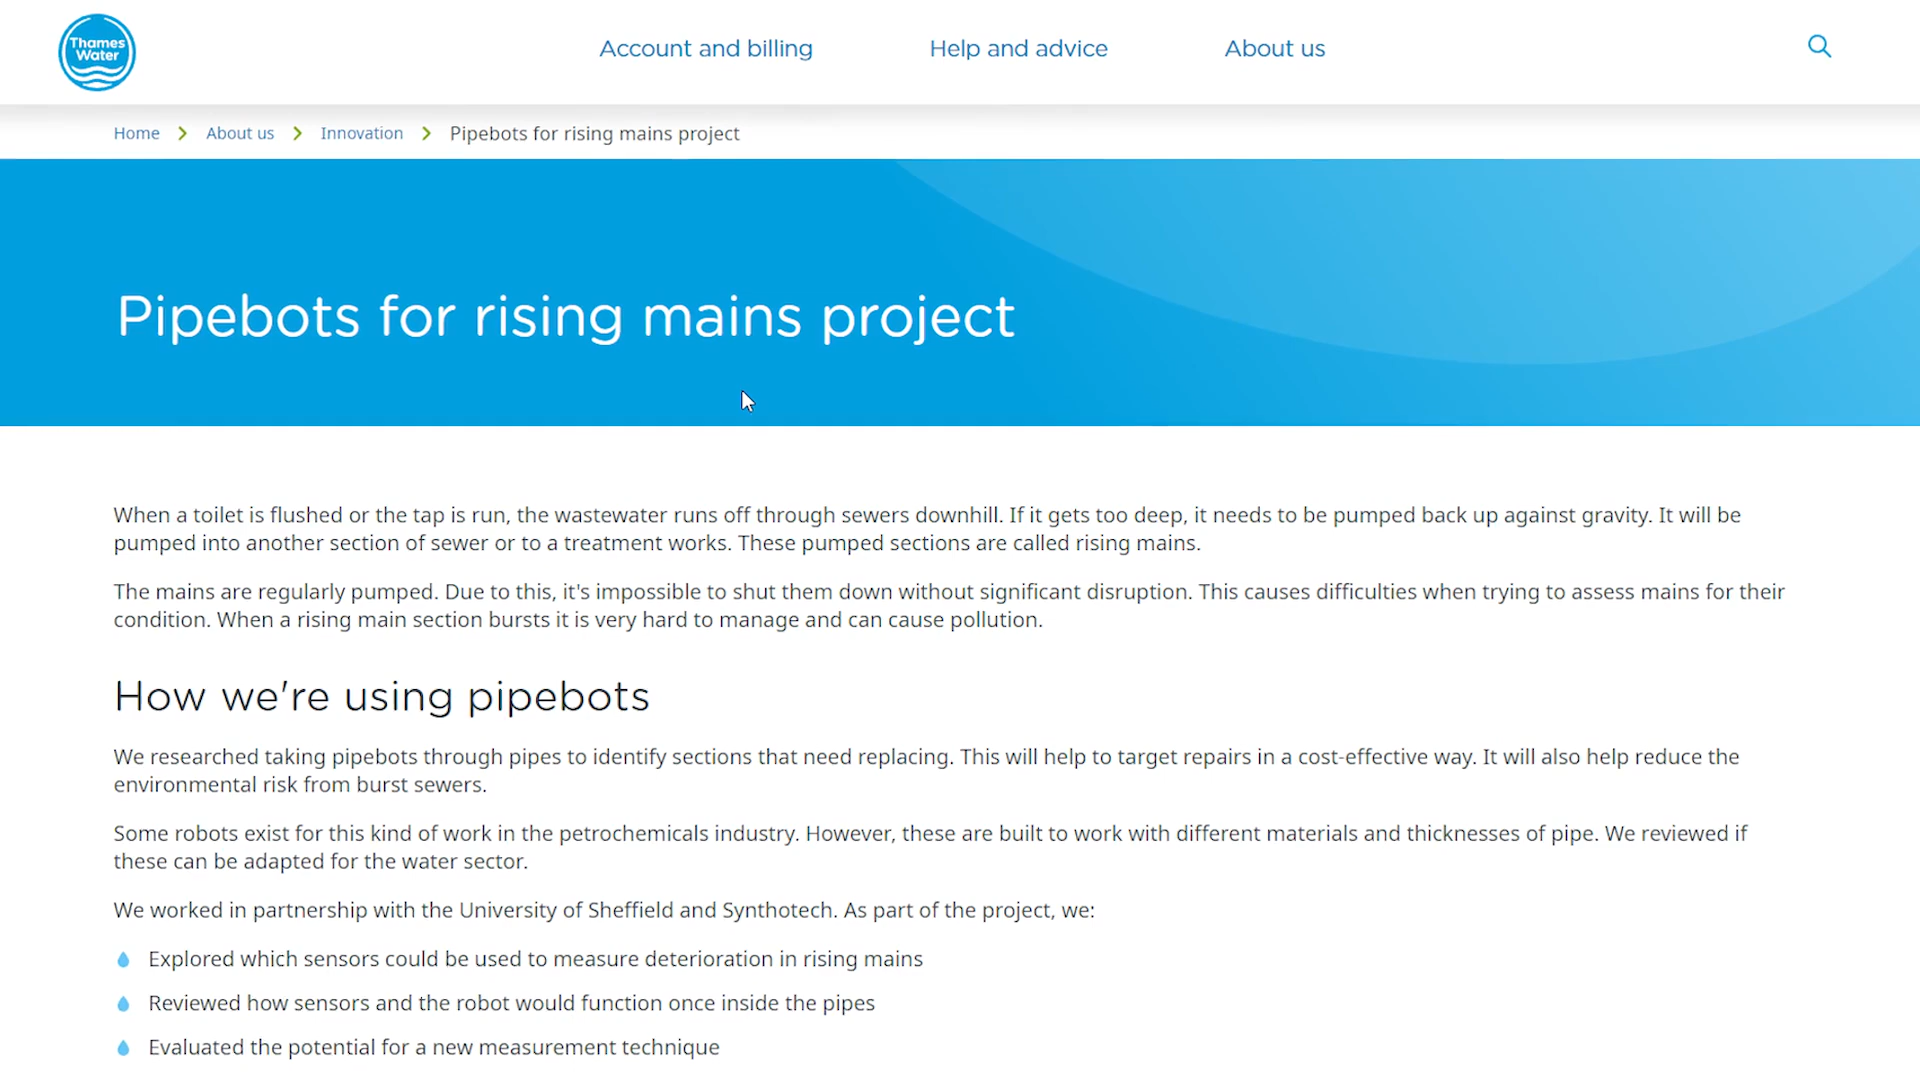 Thames
Water
Account and billing
Help and advice
About us
Home
About us
Innovation
Pipebots for rising mains project
Pipebots for rising mains project
When a toilet is flushed or the tap is run, the wastewater runs off through sewers downhill. If it gets too deep, it needs to be pumped back up against gravity. It will be
pumped into another section of sewer or to a treatment works. These pumped sections are called rising mains.
The mains are regularly pumped. Due to this, it's impossible to shut them down without significant disruption. This causes difficulties when trying to assess mains for their
condition. When a rising main section bursts it is very hard to manage and can cause pollution.
How we're using pipebots
We researched taking pipebots through pipes to identify sections that need replacing. This will help to target repairs in a cost-effective way. It will also help reduce the
environmental risk from burst sewers.
Some robots exist for this kind of work in the petrochemicals industry. However, these are built to work with different materials and thicknesses of pipe. We reviewed if
these can be adapted for the water sector.
We worked in partnership with the University of Sheffield and Synthotech. As part of the project, we:
Explored which sensors could be used to measure deterioration in rising mains
Reviewed how sensors and the robot would function once inside the pipes
Evaluated the potential for a new measurement technique